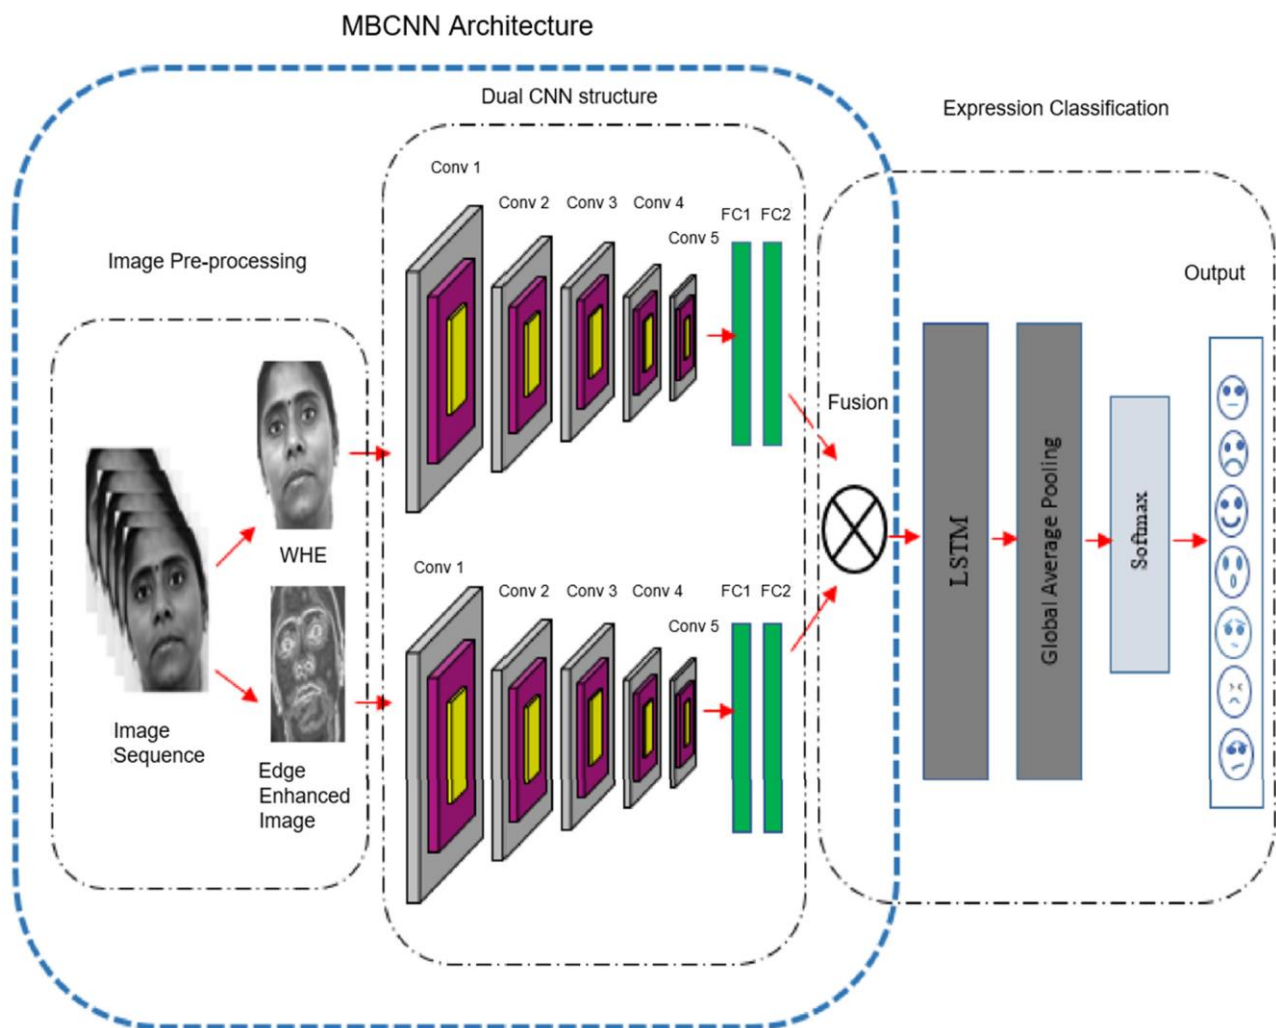 MBCNN Architecture
Dual CNN structure
Expression Classification
Image Pre-processing
Conv 1
Conv 2
Conv 3
Conv 4
Conv 5
FC1
FC2
Output
Fusion
WHE
Image
Sequence
Edge
Enhanced
Image
Conv 1
Conv 2
Conv 3
Conv 4
Conv 5
FC1
FC2
LSTM
Global Average Pooling
Softmax